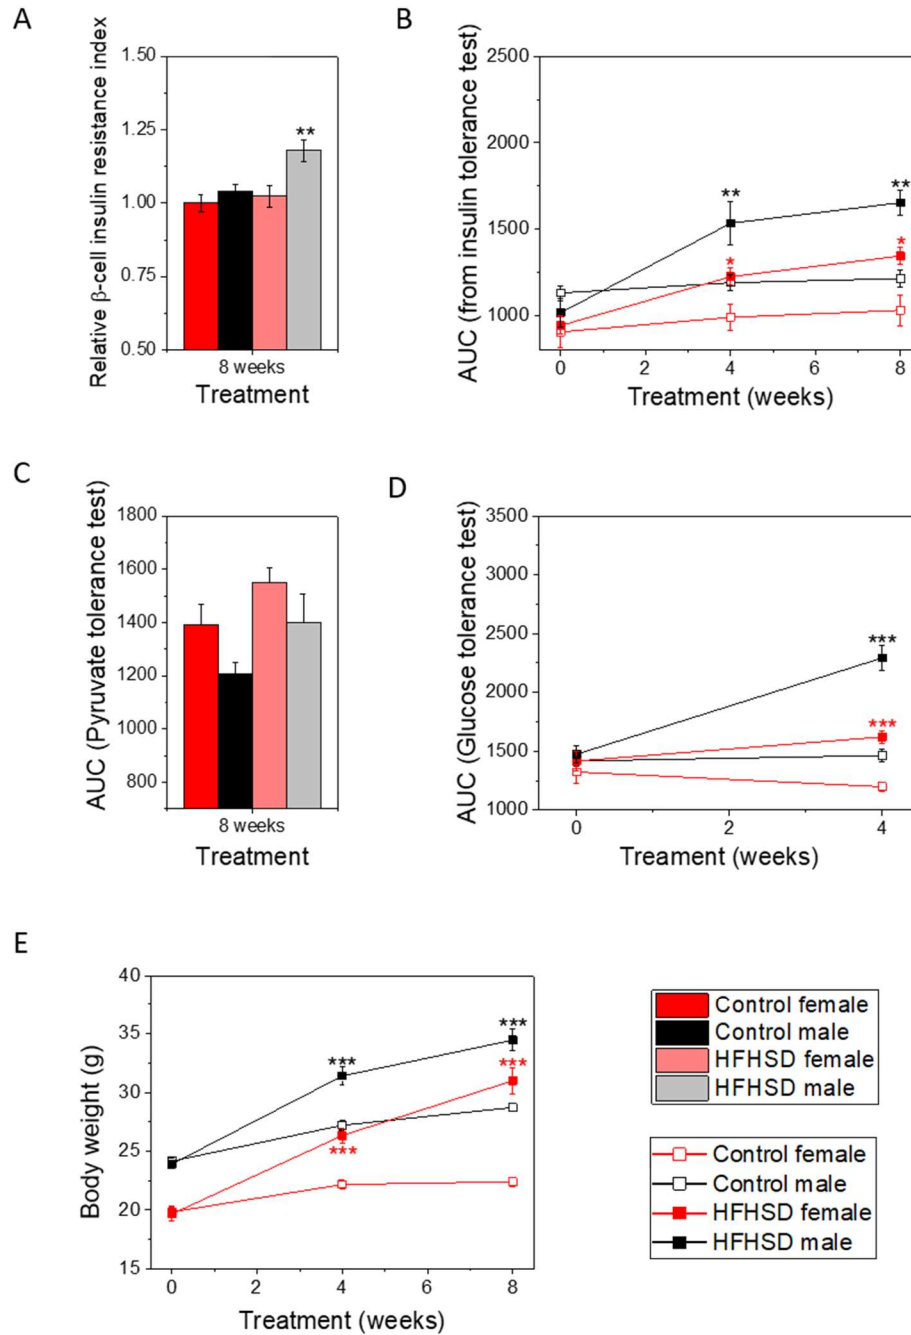 A
Relative β-cell insulin resistance index
1.50
1.25
1.00
0.75
0.50
**
8 weeks
Treatment
B
AUC (from insulin tolerance test)
2500
2000
1500
1000
**
**
*
*
0
2
4
6
8
Treatment (weeks)
C
AUC (Pyruvate tolerance test)
1800
1600
1400
1200
1000
800
8 weeks
Treatment
D
AUC (Glucose tolerance test)
3500
3000
2500
2000
1500
1000
***
***
0
2
4
Treament (weeks)
E
Body weight (g)
40
35
30
25
20
15
***
***
***
***
0
2
4
6
8
Treatment (weeks)
Control female
Control male
HFHSD female
HFHSD male
Control female
Control male
HFHSD female
HFHSD male